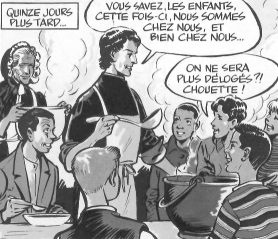 QUINZE JOURS
PLUS TARD...
VOUS SAVEZ, LES ENFANTS,
CETTE FOIS-CI, NOUS SOMMES
CHEZ NOUS, ET
BIEN CHEZ NOUS...
ON NE SERA
PLUS DÉLOGÉS ?!
CHOUETTE !